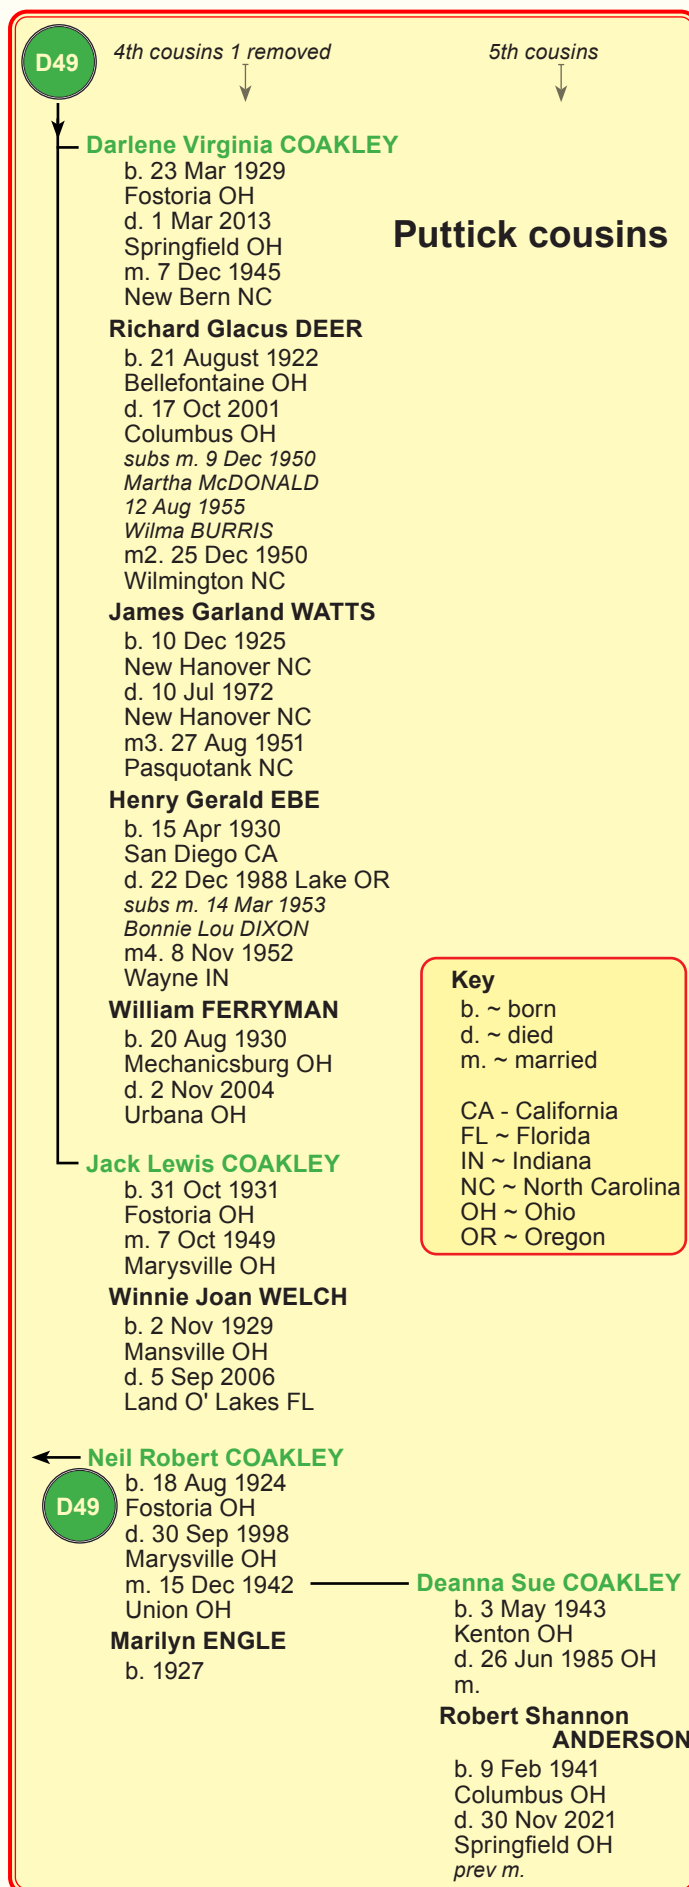 D49
4th cousins 1 removed
5th cousins
Darlene Virginia COAKLEY
b. 23 Mar 1929
Fostoria OH
d. 1 Mar 2013
Springfield OH
m. 7 Dec 1945
New Bern NC
Puttick cousins
Richard Glacus DEER
b. 21 August 1922
Bellefontaine OH
d. 17 Oct 2001
Columbus OH
subs m. 9 Dec 1950
Martha McDONALD
12 Aug 1955
Wilma BURRIS
m2. 25 Dec 1950
Wilmington NC
James Garland WATTS
b. 10 Dec 1925
New Hanover NC
d. 10 Jul 1972
New Hanover NC
m3. 27 Aug 1951
Pasquotank NC
Henry Gerald EBE
b. 15 Apr 1930
San Diego CA
d. 22 Dec 1988 Lake OR
subs m. 14 Mar 1953
Bonnie Lou DIXON
m4. 8 Nov 1952
Wayne IN
William FERRYMAN
b. 20 Aug 1930
Mechanicsburg OH
d. 2 Nov 2004
Urbana OH
Key
b. ~ born
d. ~ died
m. ~ married
CA - California
FL ~ Florida
IN ~ Indiana
NC ~ North Carolina
OH ~ Ohio
OR ~ Oregon
Jack Lewis COAKLEY
b. 31 Oct 1931
Fostoria OH
m. 7 Oct 1949
Marysville OH
Winnie Joan WELCH
b. 2 Nov 1929
Mansville OH
d. 5 Sep 2006
Land O' Lakes FL
Neil Robert COAKLEY
D49
b. 18 Aug 1924
Fostoria OH
d. 30 Sep 1998
Marysville OH
m. 15 Dec 1942
Union OH
Marilyn ENGLE
b. 1927
Deanna Sue COAKLEY
b. 3 May 1943
Kenton OH
d. 26 Jun 1985 OH
m.
Robert Shannon
ANDERSON
b. 9 Feb 1941
Columbus OH
d. 30 Nov 2021
Springfield OH
prev m.